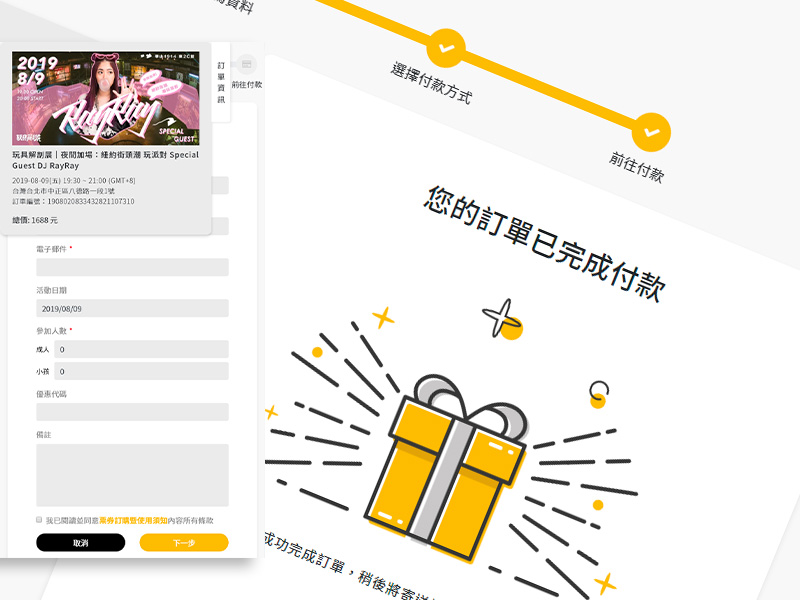 寫資料
選擇付款方式
前往付款
您的訂單已完成付款
成功完成訂單，稍後將寄送
訂單資訊
前往付款
2019
8/9
19:30 OPEN
20:00 START
RayRay
SPECIAL
GUEST.
玩具解剖展｜夜間加場：紐約街頭潮 玩派對 Special
Guest DJ RayRay
2019-08-09(五) 19:30 ~ 21:00 (GMT+8)
台灣台北市中正區八德路一段1號
訂單編號：1908020833432821107310
總價: 1688 元
電子郵件 *
活動日期
2019/08/09
參加人數 *
成人 0
小孩 0
優惠代碼
備註
我已閱讀並同意票券訂購暨使用須知內容所有條款
取消
下一步